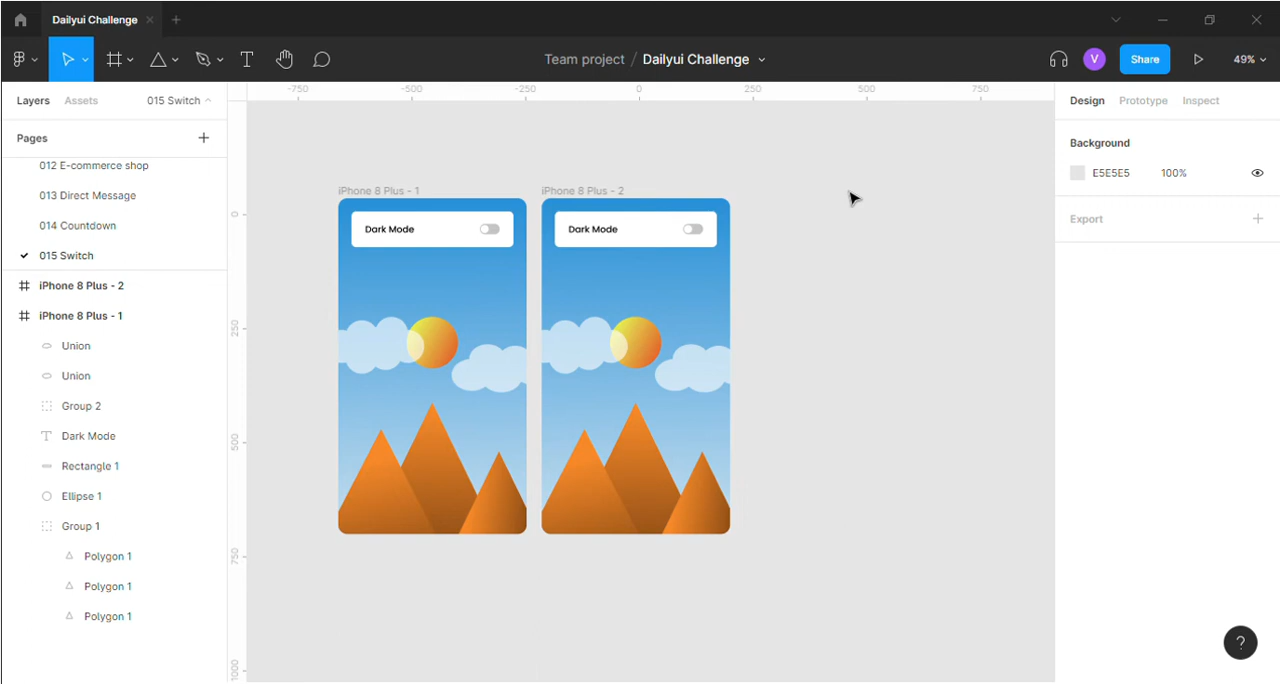 Dailyui Challenge
Team project / Dailyui Challenge
V
Share
49%
Layers
Assets
015 Switch
Pages
012 E-commerce shop
013 Direct Message
014 Countdown
015 Switch
iPhone 8 Plus - 2
iPhone 8 Plus - 1
Union
Union
Group 2
Dark Mode
Rectangle 1
Ellipse 1
Group 1
Polygon 1
Polygon 1
Polygon 1
-750 -500 -250 0 250 500 750
0
250
500
750
1000
iPhone 8 Plus - 1
Dark Mode
iPhone 8 Plus - 2
Dark Mode
Design
Prototype
Inspect
Background
E5E5E5 100%
Export
?